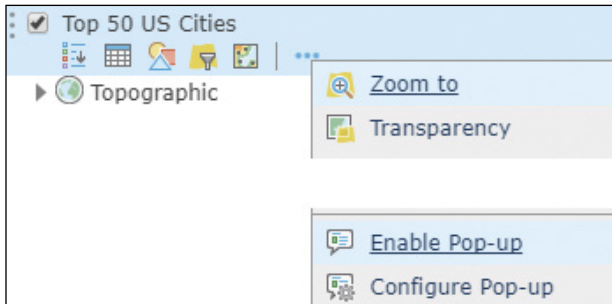 Top 50 US Cities
Topographic
Zoom to
Transparency
Enable Pop-up
Configure Pop-up